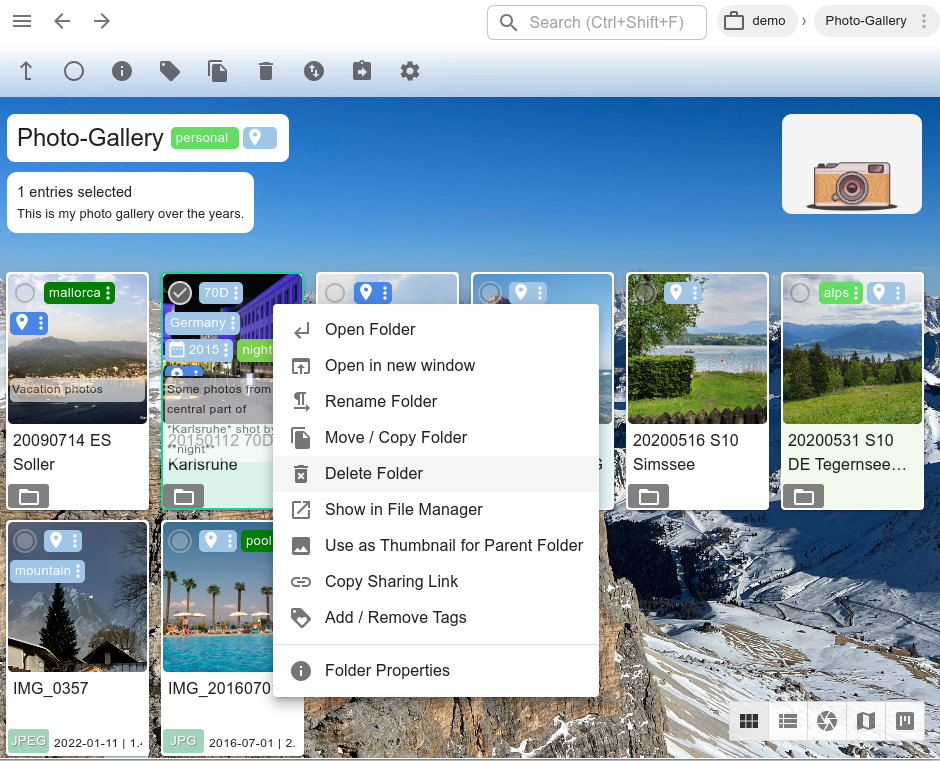 Search (Ctrl+Shift+F)
demo
›
Photo-Gallery
Photo-Gallery
personal
1 entries selected
This is my photo gallery over the years.
mallorca
Vacation photos
20090714 ES
Soller
70D
Germany
2015
night
Some photos from
central part of
*Karlsruhe* shot by
**night**
20150112 70D
Karlsruhe
Open Folder
Open in new window
Rename Folder
Move / Copy Folder
Delete Folder
Show in File Manager
Use as Thumbnail for Parent Folder
Copy Sharing Link
Add / Remove Tags
Folder Properties
20200516 S10
Simssee
alps
20200531 S10
DE Tegernsee…
mountain
IMG_0357
JPEG
2022-01-11 | 1.
pool
IMG_2016070
JPG
2016-07-01 | 2.